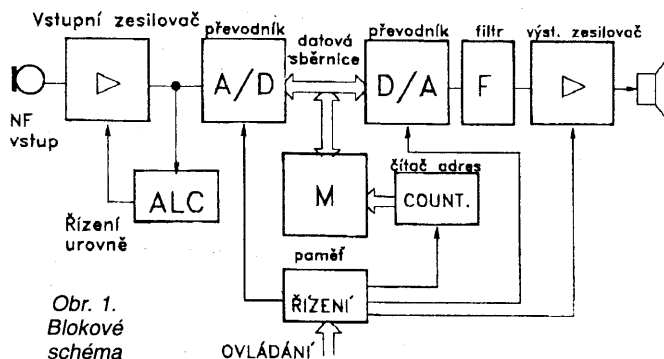 Vstupní zesilovač
převodník
datová
sběrnice
převodník
filtr
výst. zesilovač
A/D
D/A
F
NF
vstup
čítač adres
ALC
M
COUNT.
Řízení
urovně
paměť
ŘÍZENÍ
Obr. 1.
Blokové
schéma
OVLÁDÁNÍ